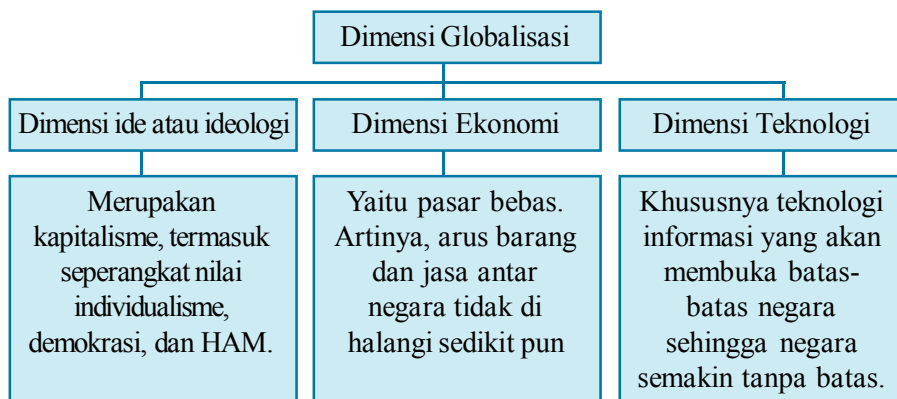 Dimensi Globalisasi
Dimensi ide atau ideologi
Dimensi Ekonomi
Dimensi Teknologi
Merupakan
kapitalisme, termasuk
seperangkat nilai
individualisme,
demokrasi, dan HAM.
Yaitu pasar bebas.
Artinya, arus barang
dan jasa antar
negara tidak di
halangi sedikit pun
Khususnya teknologi
informasi yang akan
membuka batas-
batas negara
sehingga negara
semakin tanpa batas.